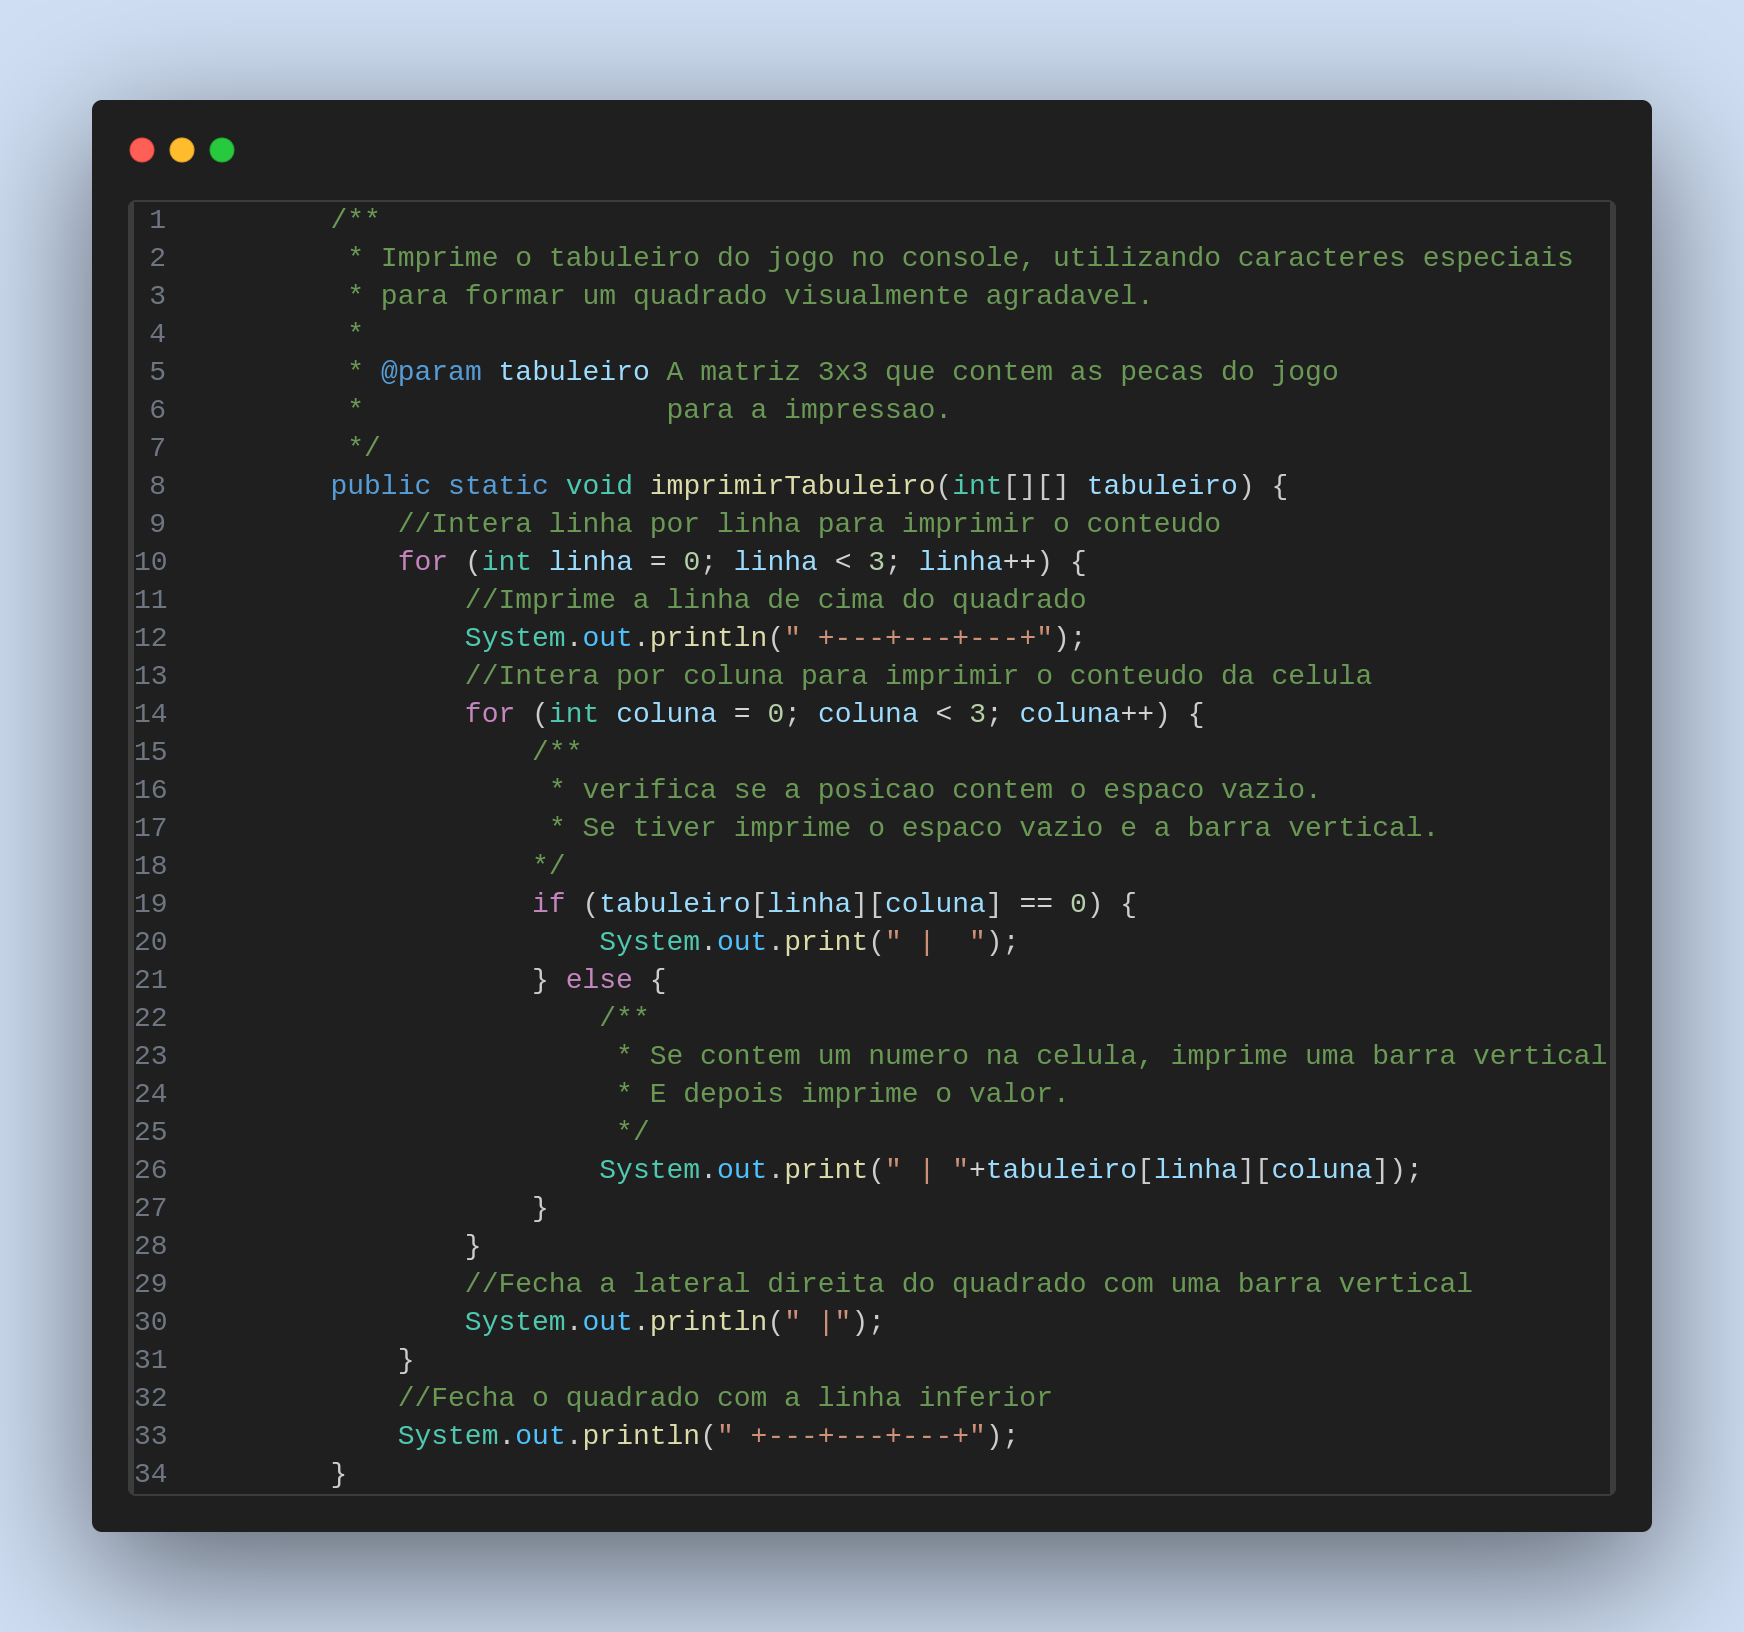 1 /**
2 * Imprime o tabuleiro do jogo no console, utilizando caracteres especiais
3 * para formar um quadrado visualmente agradavel.
4 *
5 * @param tabuleiro A matriz 3x3 que contem as pecas do jogo
6 * para a impressao.
7 */
8 public static void imprimirTabuleiro(int[][] tabuleiro) {
9 //Intera linha por linha para imprimir o conteudo
10 for (int linha = 0; linha < 3; linha++) {
11 //Imprime a linha de cima do quadrado
12 System.out.println(" +---+---+---+");
13 //Intera por coluna para imprimir o conteudo da celula
14 for (int coluna = 0; coluna < 3; coluna++) {
15 /**
16 * verifica se a posicao contem o espaco vazio.
17 * Se tiver imprime o espaco vazio e a barra vertical.
18 */
19 if (tabuleiro[linha][coluna] == 0) {
20 System.out.print(" |  ");
21 } else {
22 /**
23 * Se contem um numero na celula, imprime uma barra vertical
24 * E depois imprime o valor.
25 */
26 System.out.print(" | "+tabuleiro[linha][coluna]);
27 }
28 }
29 //Fecha a lateral direita do quadrado com uma barra vertical
30 System.out.println(" |");
31 }
32 //Fecha o quadrado com a linha inferior
33 System.out.println(" +---+---+---+");
34 }